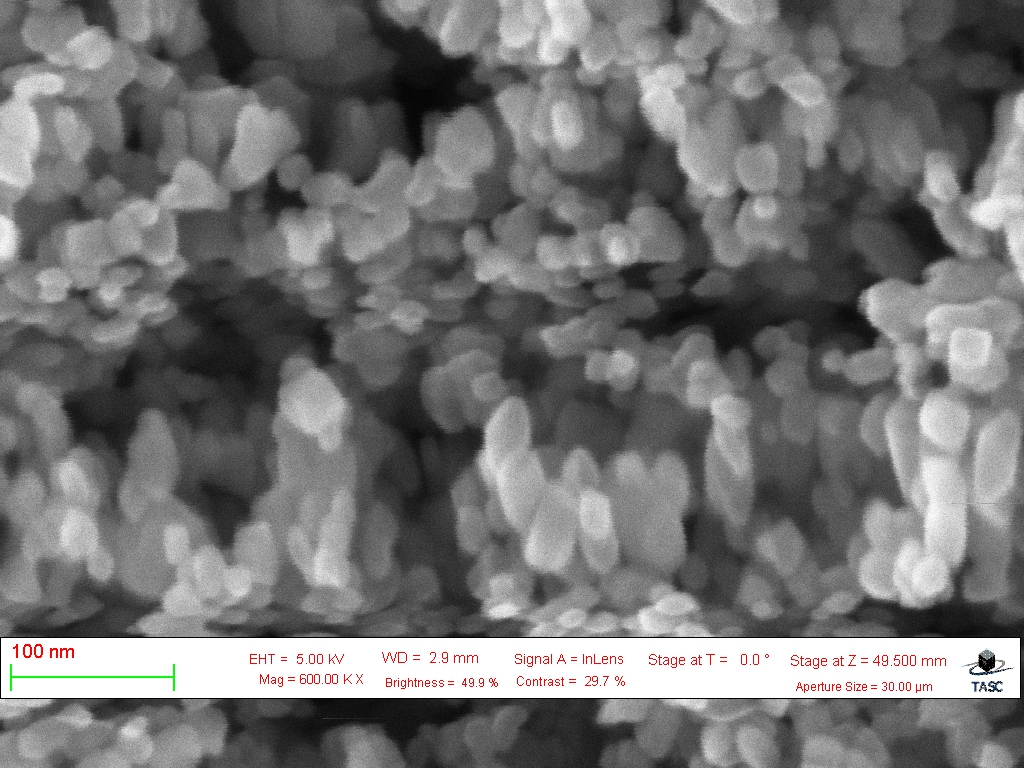 100 nm
EHT = 5.00 kV WD = 2.9 mm Signal A = InLens Stage at T = 0.0 ° Stage at Z = 49.500 mm
Mag = 600.00 K X Brightness = 49.9 % Contrast = 29.7 % Aperture Size = 30.00 µm
TASC